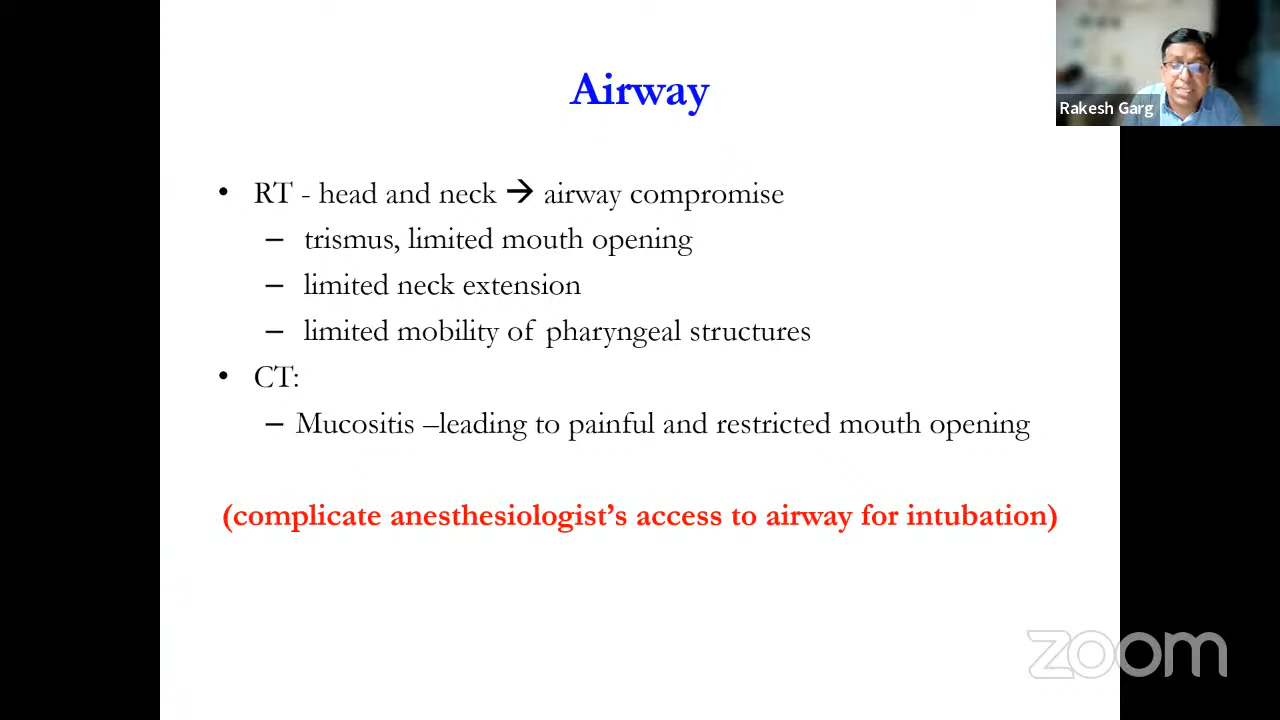 Airway
Rakesh Garg
• RT - head and neck → airway compromise
– trismus, limited mouth opening
– limited neck extension
– limited mobility of pharyngeal structures
• CT:
– Mucositis –leading to painful and restricted mouth opening
(complicate anesthesiologist’s access to airway for intubation)
zoom